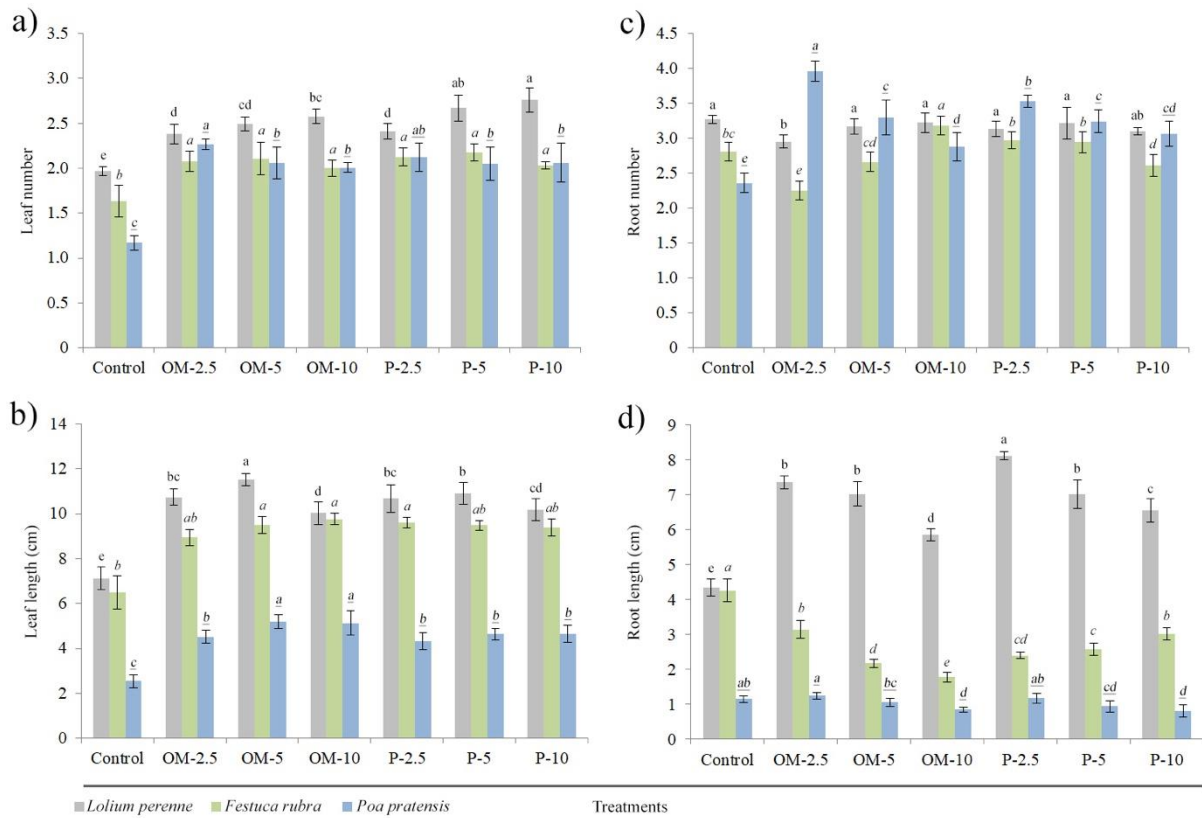 a)
Leaf number
3.5
3.0
2.5
2.0
1.5
1.0
0.5
0
e b c
d a a
cd a b
bc a b
d a ab
ab a b
a a b
Control OM-2.5 OM-5 OM-10 P-2.5 P-5 P-10
c)
Root number
4.5
4.0
3.5
3.0
2.5
2.0
1.5
1.0
0.5
0.0
a bc e
b e a
a cd c
a a d
a b b
a b c
ab d cd
Control OM-2.5 OM-5 OM-10 P-2.5 P-5 P-10
b)
Leaf length (cm)
14
12
10
8
6
4
2
0
e b c
bc ab b
a a a
d a a
bc a b
b ab b
cd ab b
Control OM-2.5 OM-5 OM-10 P-2.5 P-5 P-10
d)
Root length (cm)
9
8
7
6
5
4
3
2
1
0
e a ab
b b a
b d bc
d e d
a cd ab
b c cd
c b d
Control OM-2.5 OM-5 OM-10 P-2.5 P-5 P-10
Lolium perenne Festuca rubra Poa pratensis Treatments